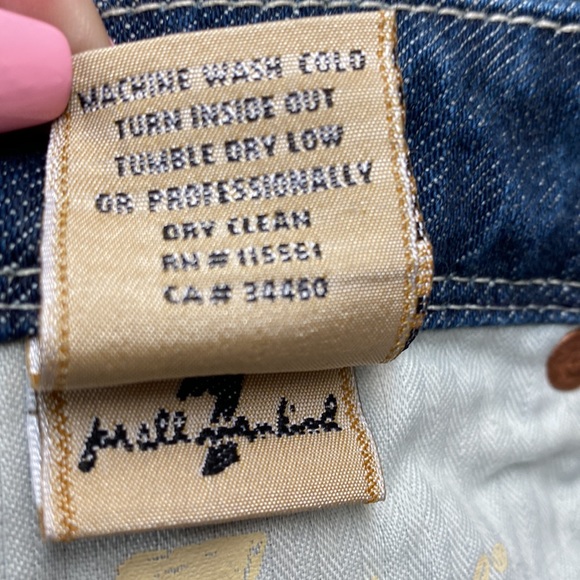 MACHINE WASH COLD
TURN INSIDE OUT
TUMBLE DRY LOW
OR PROFESSIONALLY
DRY CLEAN
RN # 115561
CA# 34460
7
for all mankind